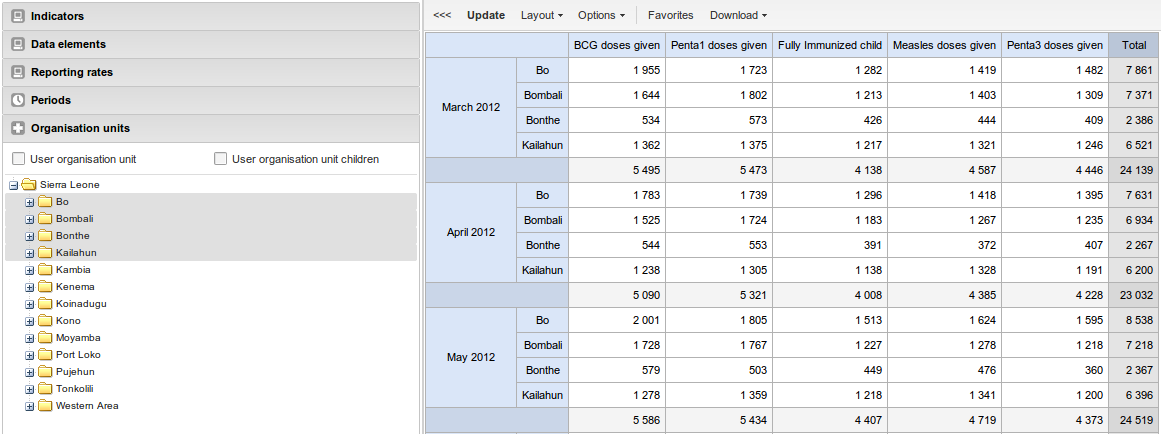 Indicators
Data elements
Reporting rates
Periods
Organisation units
User organisation unit User organisation unit children
Sierra Leone
Bo
Bombali
Bonthe
Kailahun
Kambia
Kenema
Koinadugu
Kono
Moyamba
Port Loko
Pujehun
Tonkolili
Western Area
<<< Update Layout Options Favorites Download
BCG doses given Penta1 doses given Fully Immunized child Measles doses given Penta3 doses given Total
March 2012
Bo 1 955 1 723 1 282 1 419 1 482 7 861
Bombali 1 644 1 802 1 213 1 403 1 309 7 371
Bonthe 534 573 426 444 409 2 386
Kailahun 1 362 1 375 1 217 1 321 1 246 6 521
5 495 5 473 4 138 4 587 4 446 24 139
April 2012
Bo 1 783 1 739 1 296 1 418 1 395 7 631
Bombali 1 525 1 724 1 183 1 267 1 235 6 934
Bonthe 544 553 391 372 407 2 267
Kailahun 1 238 1 305 1 138 1 328 1 191 6 200
5 090 5 321 4 008 4 385 4 228 23 032
May 2012
Bo 2 001 1 805 1 513 1 624 1 595 8 538
Bombali 1 728 1 767 1 227 1 278 1 218 7 218
Bonthe 579 503 449 476 360 2 367
Kailahun 1 278 1 359 1 218 1 341 1 200 6 396
5 586 5 434 4 407 4 719 4 373 24 519